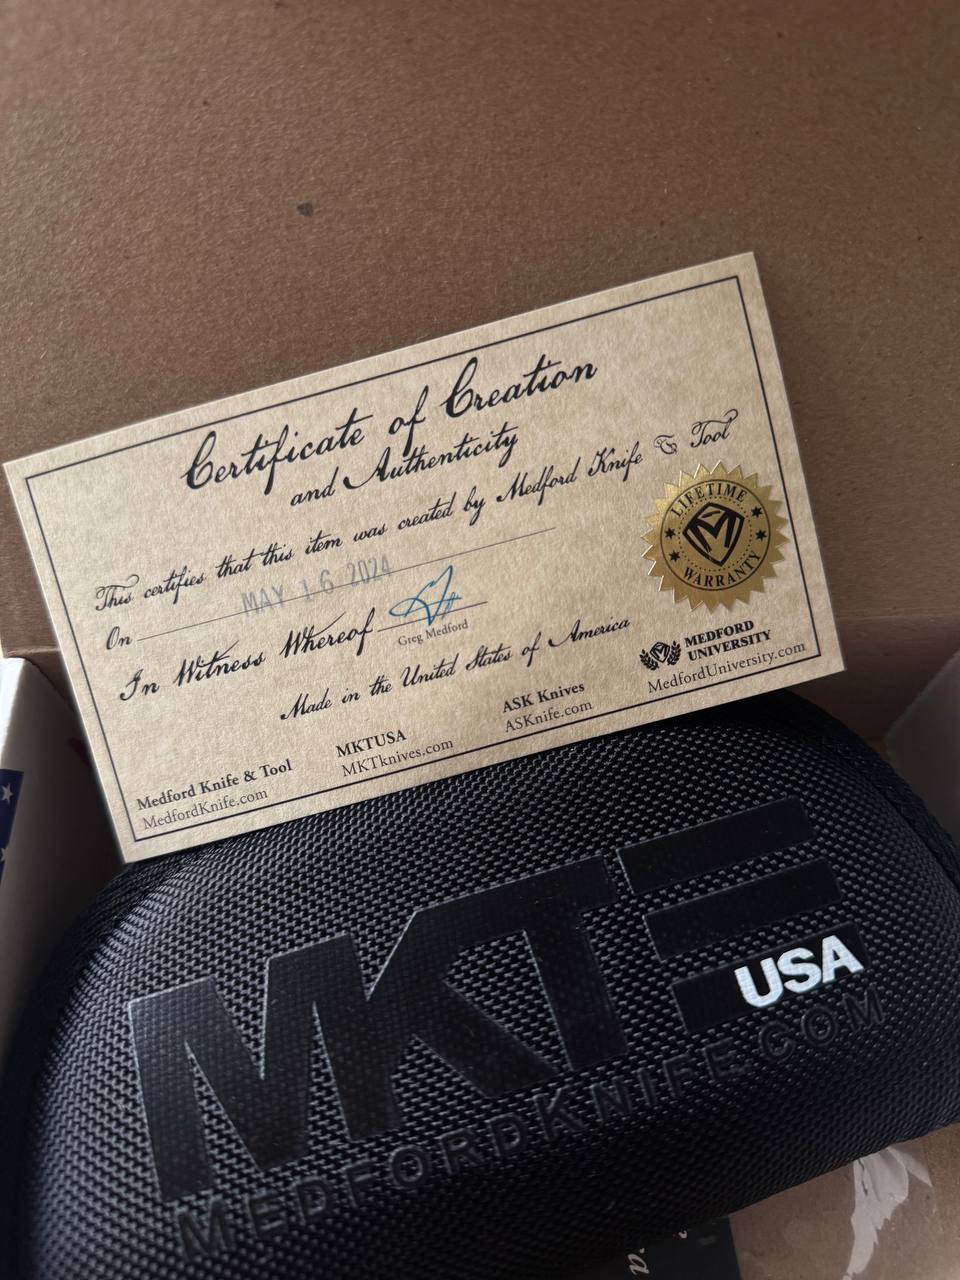 Certificate of Creation
and Authenticity
This certifies that this item was created by Medford Knife & Tool
On MAY 16 2024
In Witness Whereof
Greg Medford
Made in the United States of America
LIFETIME
WARRANTY
MEDFORD
UNIVERSITY
MedfordUniversity.com
ASK Knives
ASKnife.com
MKTUSA
MKTknives.com
Medford Knife & Tool
MedfordKnife.com
MKT
USA
MEDFORDKNIFE.COM